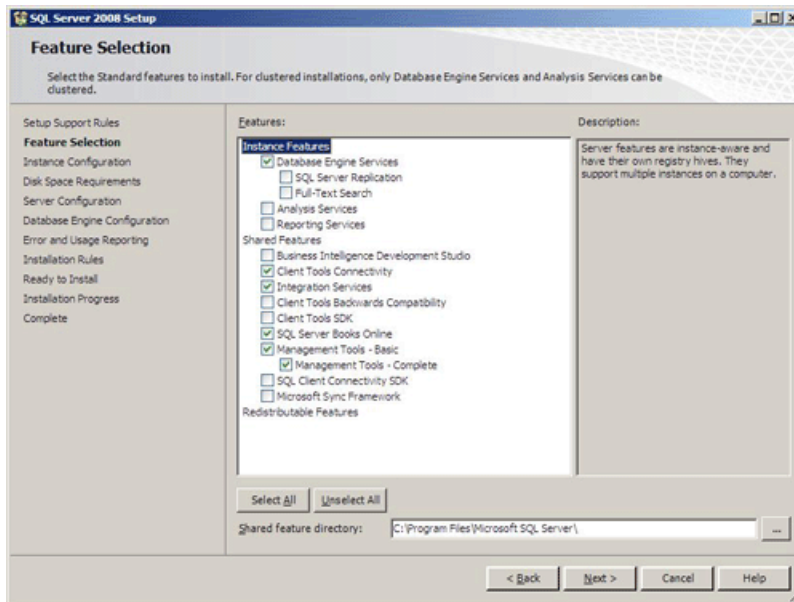 SQL Server 2008 Setup
Feature Selection
Select the Standard features to install. For clustered installations, only Database Engine Services and Analysis Services can be
clustered.
Setup Support Rules
Feature Selection
Instance Configuration
Disk Space Requirements
Server Configuration
Database Engine Configuration
Error and Usage Reporting
Installation Rules
Ready to Install
Installation Progress
Complete
Features:
Instance Features
Database Engine Services
SQL Server Replication
Full-Text Search
Analysis Services
Reporting Services
Shared Features
Business Intelligence Development Studio
Client Tools Connectivity
Integration Services
Client Tools Backwards Compatibility
Client Tools SDK
SQL Server Books Online
Management Tools - Basic
Management Tools - Complete
SQL Client Connectivity SDK
Microsoft Sync Framework
Redistributable Features
Description:
Server features are instance-aware and
have their own registry hives. They
support multiple instances on a computer.
Select All
Unselect All
Shared feature directory:
C:\Program Files\Microsoft SQL Server\
...
< Back
Next >
Cancel
Help